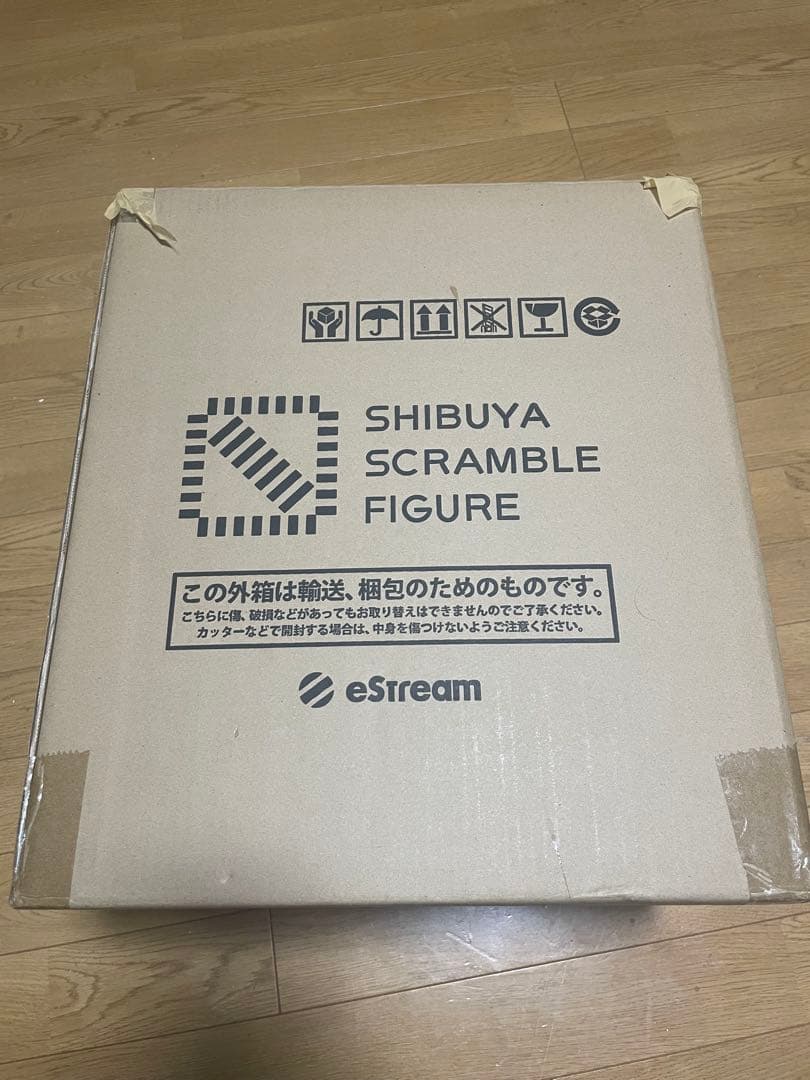 SHIBUYA
SCRAMBLE
FIGURE
この外箱は輸送、梱包のためのものです。
こちらに傷、破損などがあってもお取り替えはできませんのでご了承ください。
カッターなどで開封する場合は、中身を傷つけないようご注意ください。
eStream